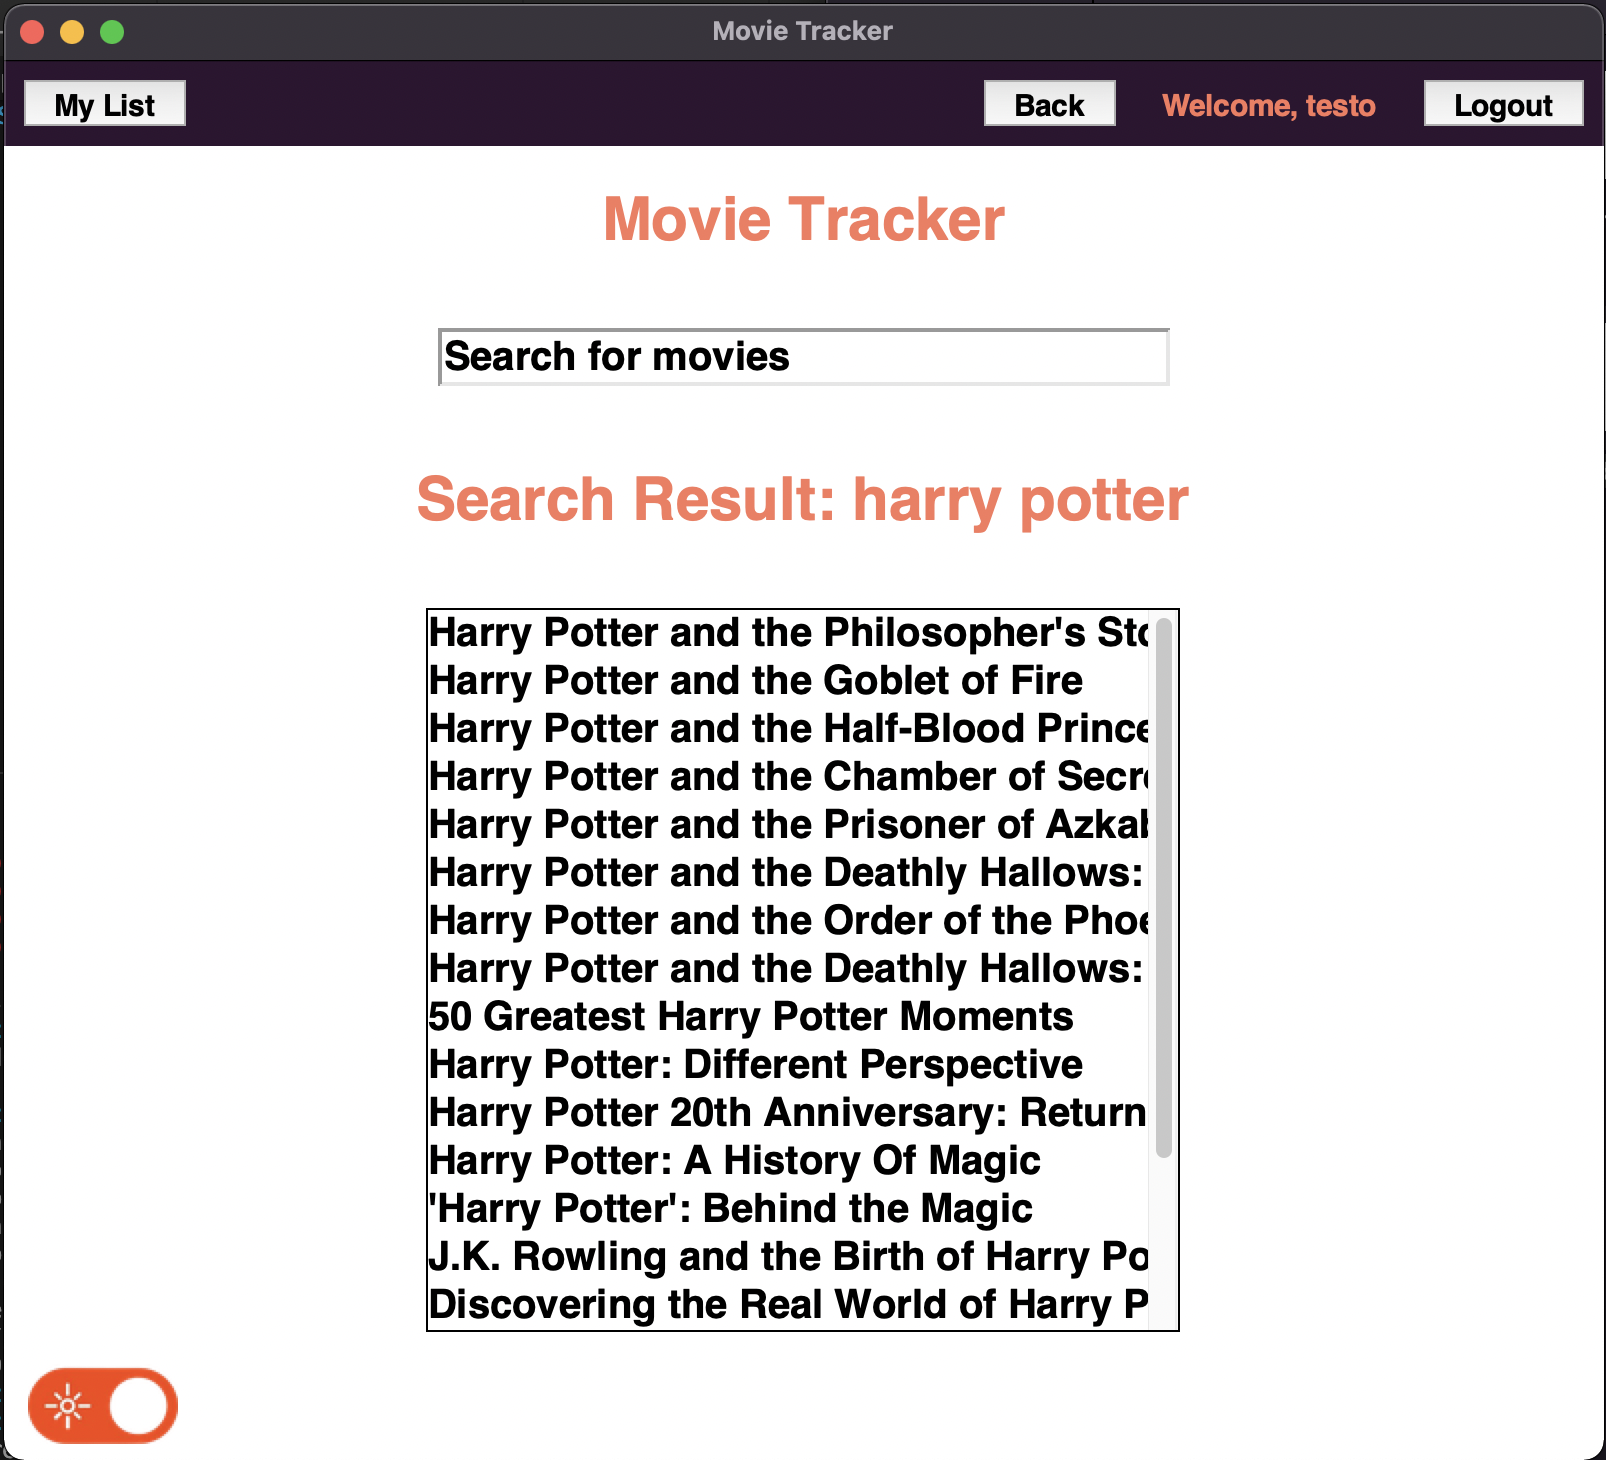 Movie Tracker
My List
Back
Welcome, testo
Logout
Movie Tracker
Search for movies
Search Result: harry potter
Harry Potter and the Philosopher's
Harry Potter and the Goblet of Fire
Harry Potter and the Half-Blood Prince
Harry Potter and the Chamber of
Harry Potter and the Prisoner of
Harry Potter and the Deathly Hallows:
Harry Potter and the Order of the
Harry Potter and the Deathly Hallows:
50 Greatest Harry Potter Moments
Harry Potter: Different Perspective
Harry Potter 20th Anniversary: Return
Harry Potter: A History Of Magic
'Harry Potter': Behind the Magic
J.K. Rowling and the Birth of Harry Po
Discovering the Real World of Harry P